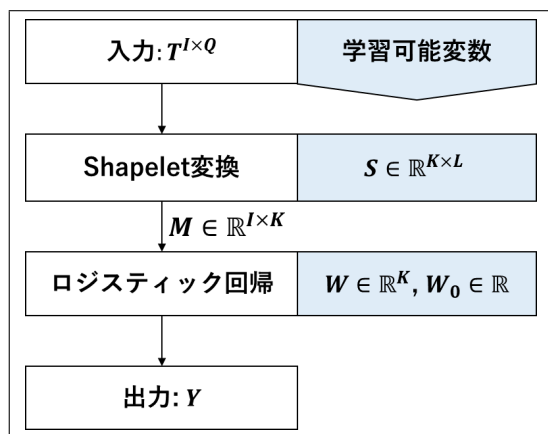 入力: T^{I×Q}
学習可能変数
Shapelet変換
S ∈ ℝ^{K×L}
M ∈ ℝ^{I×K}
ロジスティック回帰
W ∈ ℝ^K, W_0 ∈ ℝ
出力: Y